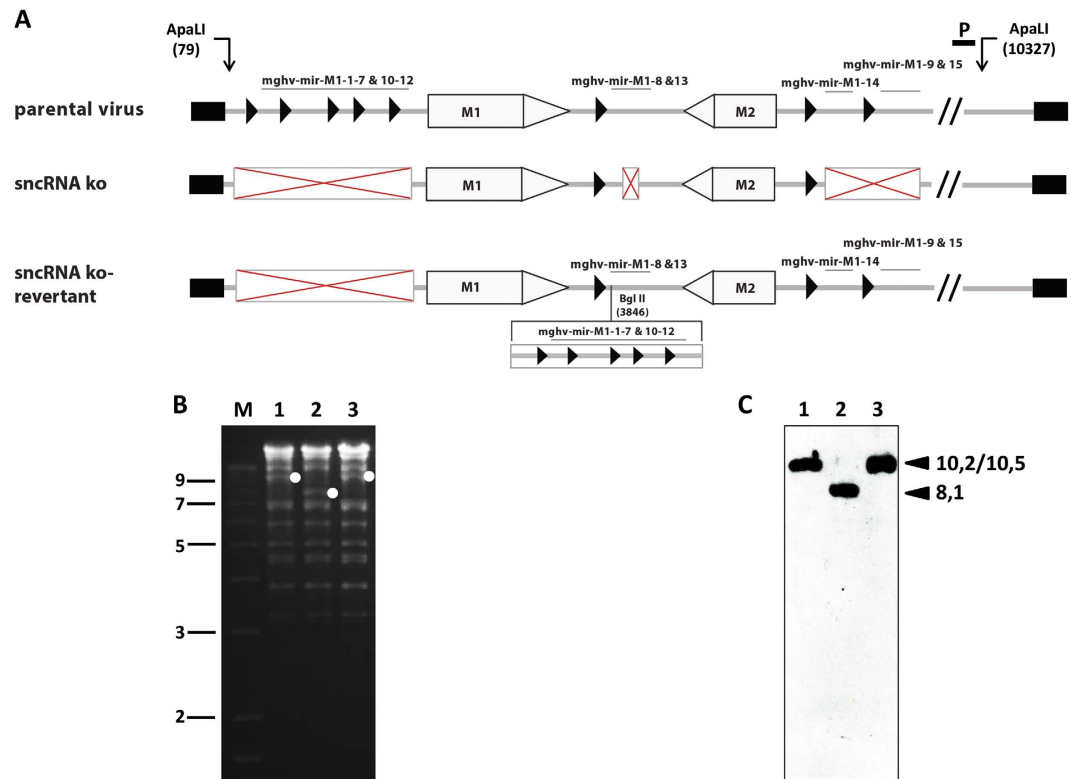 A
ApaLI
(79)
P
ApaLI
(10327)
mghv-mir-M1-1-7 & 10-12
mghv-mir-M1-8 &13
mghv-mir-M1-9 & 15
mghv-mir-M1-14
parental virus
M1
M2
sncRNA ko
M1
M2
sncRNA ko-
revertant
mghv-mir-M1-8 &13
mghv-mir-M1-9 & 15
mghv-mir-M1-14
M1
M2
Bgl II
(3846)
mghv-mir-M1-1-7 & 10-12
B
M 1 2 3
9
7
5
3
2
C
1 2 3
10,2/10,5
8,1